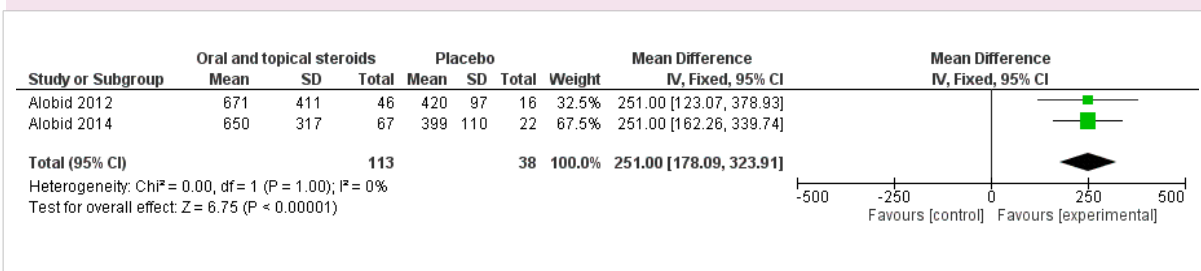 Oral and topical steroids Placebo Mean Difference Mean Difference
Study or Subgroup Mean SD Total Mean SD Total Weight IV, Fixed, 95% CI IV, Fixed, 95% CI
Alobid 2012 671 411 46 420 97 16 32.5% 251.00 [123.07, 378.93]
Alobid 2014 650 317 67 399 110 22 67.5% 251.00 [162.26, 339.74]
Total (95% CI) 113 38 100.0% 251.00 [178.09, 323.91]
Heterogeneity: Chi² = 0.00, df = 1 (P = 1.00); I² = 0%
Test for overall effect: Z = 6.75 (P < 0.00001)
-500 -250 0 250 500
Favours [control] Favours [experimental]